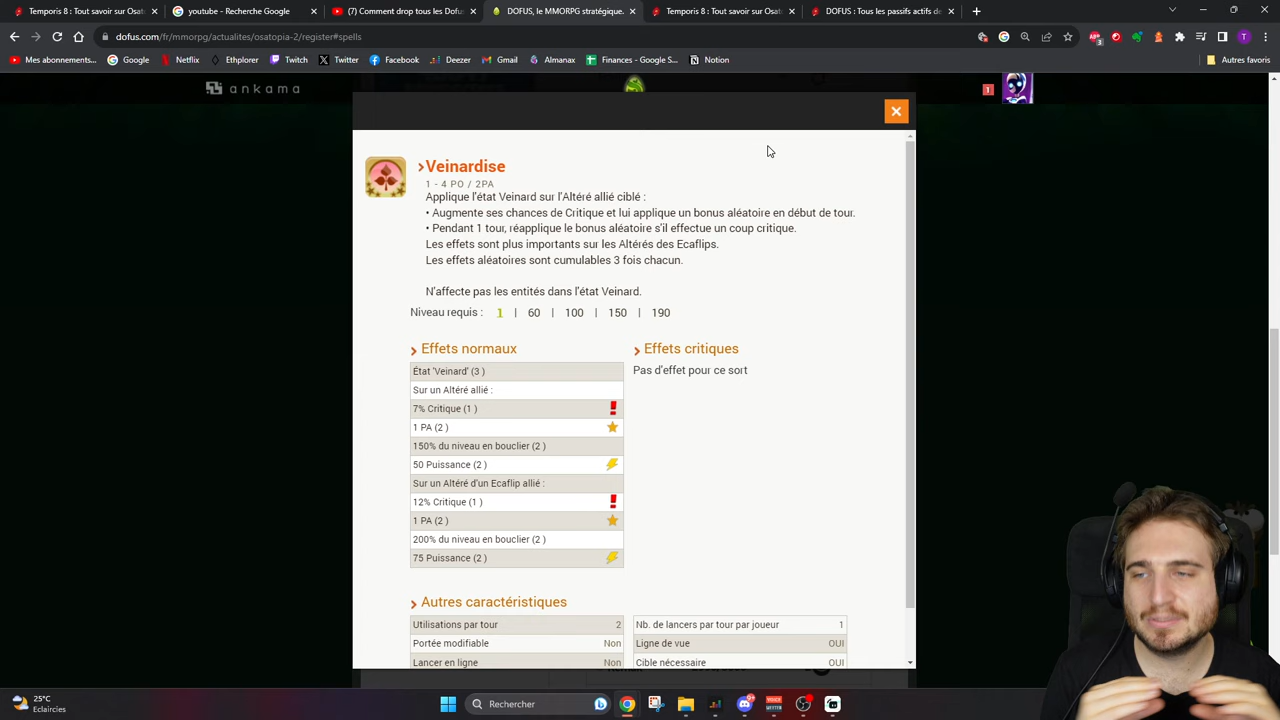 Temporis 8 : Tout savoir sur Osat
youtube - Recherche Google
(7) Comment drop tous les Dofus
DOFUS, le MMORPG stratégique.
Temporis 8 : Tout savoir sur Osat
DOFUS : Les passifs actifs de
dofus.com/fr/mmorpg/actualites/osatopia-2/register#spells
Mes abonnements...
Google
Netflix
Ethplorer
Twitch
Twitter
Facebook
Deezer
Gmail
Almanax
Finances - Google S...
Notion
Autres favoris
ankama
1
Veinardise
1 - 4 PO / 2PA
Applique l'état Veinard sur l'Altéré allié ciblé :
• Augmente ses chances de Critique et lui applique un bonus aléatoire en début de tour.
• Pendant 1 tour, réapplique le bonus aléatoire s'il effectue un coup critique.
Les effets sont plus importants sur les Altérés des Ecaflips.
Les effets aléatoires sont cumulables 3 fois chacun.
N'affecte pas les entités dans l'état Veinard.
Niveau requis : 1 | 60 | 100 | 150 | 190
Effets normaux
État 'Veinard' (3 )
Sur un Altéré allié :
7% Critique (1 )
1 PA (2 )
150% du niveau en bouclier (2 )
50 Puissance (2 )
Sur un Altéré d'un Ecaflip allié :
12% Critique (1 )
1 PA (2 )
200% du niveau en bouclier (2 )
75 Puissance (2 )
Effets critiques
Pas d'effet pour ce sort
Autres caractéristiques
Utilisations par tour 2
Portée modifiable Non
Lancer en ligne Non
Nb. de lancers par tour par joueur 1
Ligne de vue OUI
Cible nécessaire OUI
25°C
Eclaircies
Rechercher